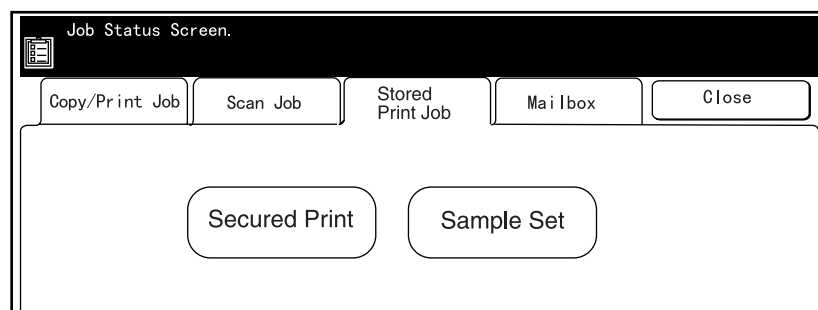 Job Status Screen.
Copy/Print Job
Scan Job
Stored
Print Job
Mailbox
Close
Secured Print
Sample Set